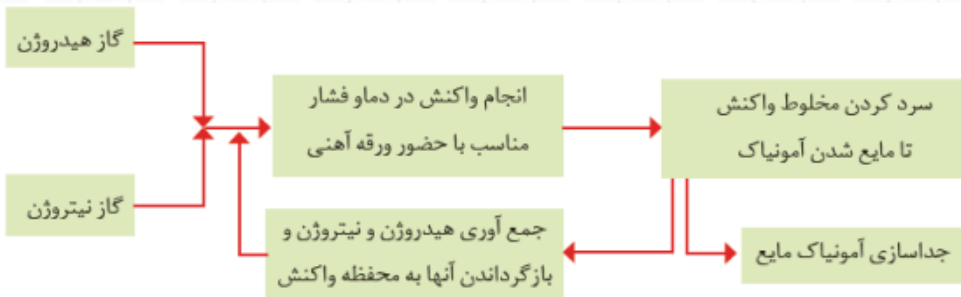 گاز هیدروژن
گاز نیتروژن
انجام واکنش در دماو فشار
مناسب با حضور ورقه آهنی
سرد کردن مخلوط واکنش
تا مایع شدن آمونیاک
جمع آوری هیدروژن و نیتروژن و
بازگرداندن آنها به محفظه واکنش
جداسازی آمونیاک مایع